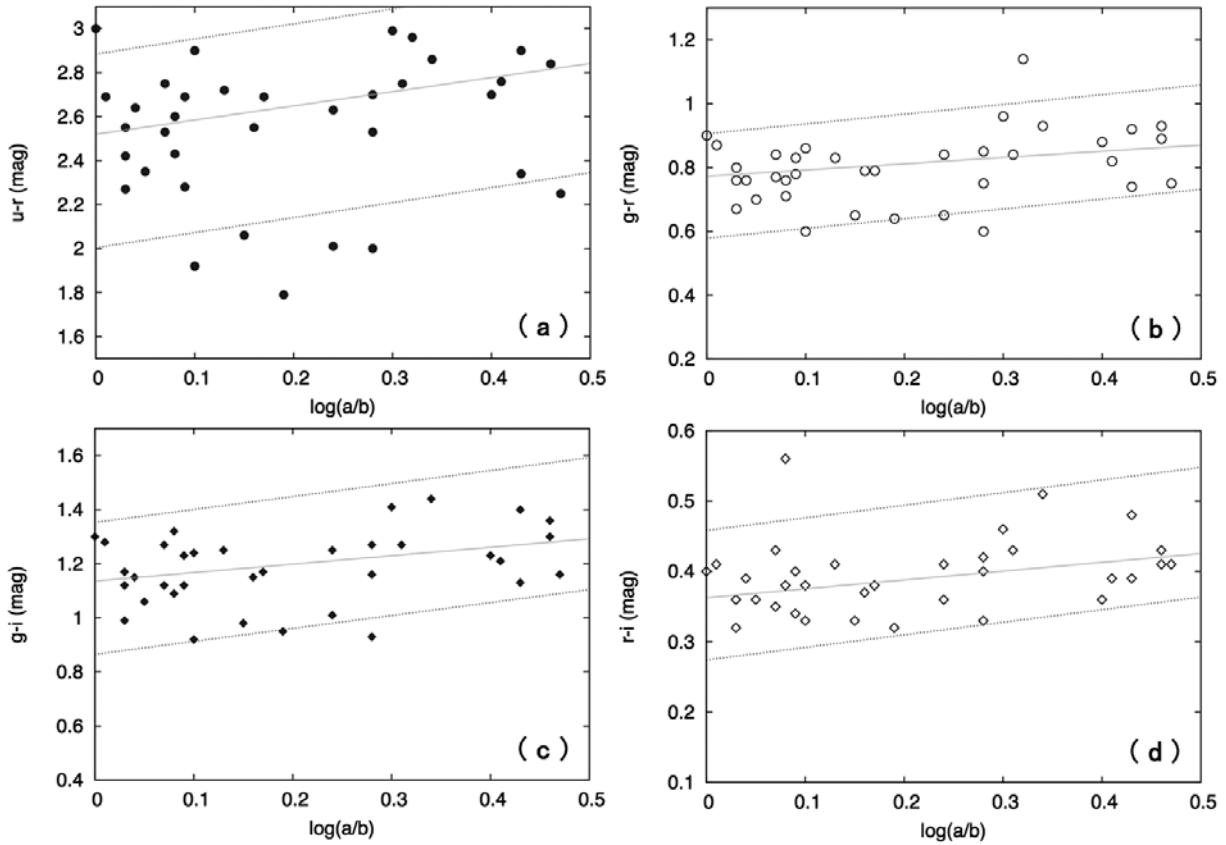 3
2.8
2.6
2.4
2.2
2
1.8
1.6
u-r (mag)
( a )
0 0.1 0.2 0.3 0.4 0.5
log(a/b)
1.2
1
0.8
0.6
0.4
0.2
g-r (mag)
( b )
0 0.1 0.2 0.3 0.4 0.5
log(a/b)
1.6
1.4
1.2
1
0.8
0.6
0.4
g-i (mag)
( c )
0 0.1 0.2 0.3 0.4 0.5
log(a/b)
0.6
0.5
0.4
0.3
0.2
0.1
r-i (mag)
( d )
0 0.1 0.2 0.3 0.4 0.5
log(a/b)